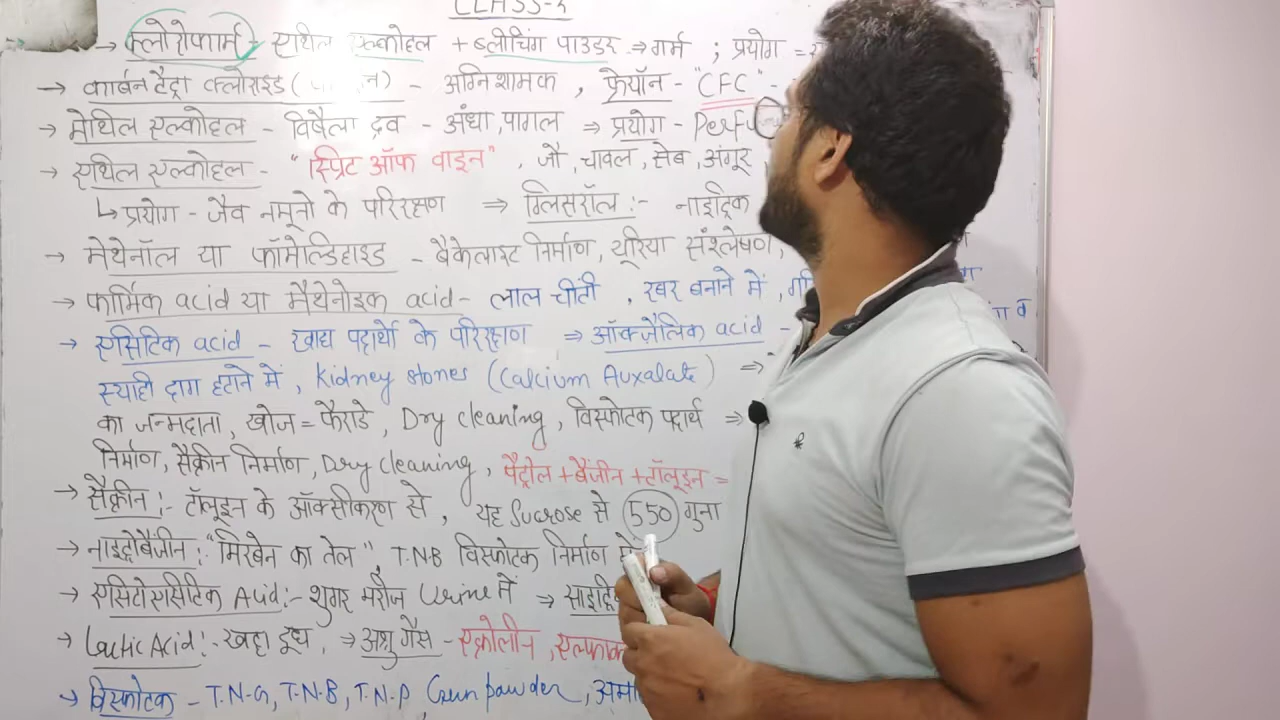 CLASS-2
→ क्लोरोफार्म - एथिल एल्कोहल + ब्लीचिंग पाउडर ⇒ गर्म ; प्रयोग =
→ कार्बन टैट्रा क्लोराइड ( - अग्निशामक , फ्रेयॉन - "CFC" -
→ मेथिल एल्कोहल - विषैला द्रव - अंधा, पागल ⇒ प्रयोग - Perfu
→ एथिल एल्कोहल - "स्प्रिट ऑफ वाइन" , जौ, चावल, सेब, अंगूर
↳ प्रयोग - जैव नमूनो के परिरक्षण ⇒ ग्लिसरॉल :- नाइट्रिक
→ मेथेनॉल या फॉर्मेल्डिहाइड - बैकेलाइट निर्माण, यूरिया संश्लेषण,
→ फार्मिक acid या मैथेनोइक acid - लाल चींटी , रबर बनाने में ,
→ एसिटिक acid - खाद्य पदार्थो के परिरक्षण ⇒ ऑक्ज़ैलिक acid -
स्याही दाग हटाने में , Kidney stones (Calcium Auxalate) ⇒
का जन्मदाता, खोज = फैराडे , Dry cleaning , विस्फोटक पदार्थ ⇒
निर्माण, सैक्रीन निर्माण, Dry cleaning , पैट्रोल + बैंजीन + टॉलूइन =
→ सैक्रीन :- टॉलूइन के ऑक्सीकरण से , यह Sucrose से 550 गुना
→ नाइट्रोबैंजीन : "मिरबेन का तेल" , T.N.B विस्फोटक निर्माण मे
→ एसिटोएसिटिक Acid :- शुगर मरीज Urine में ⇒
→ Lactic Acid :- खट्टा दूध , ⇒ अश्रु गैस - एक्रोलीन ,
→ विस्फोटक - T.N.G, T.N.B, T.N.P, Gun powder ,